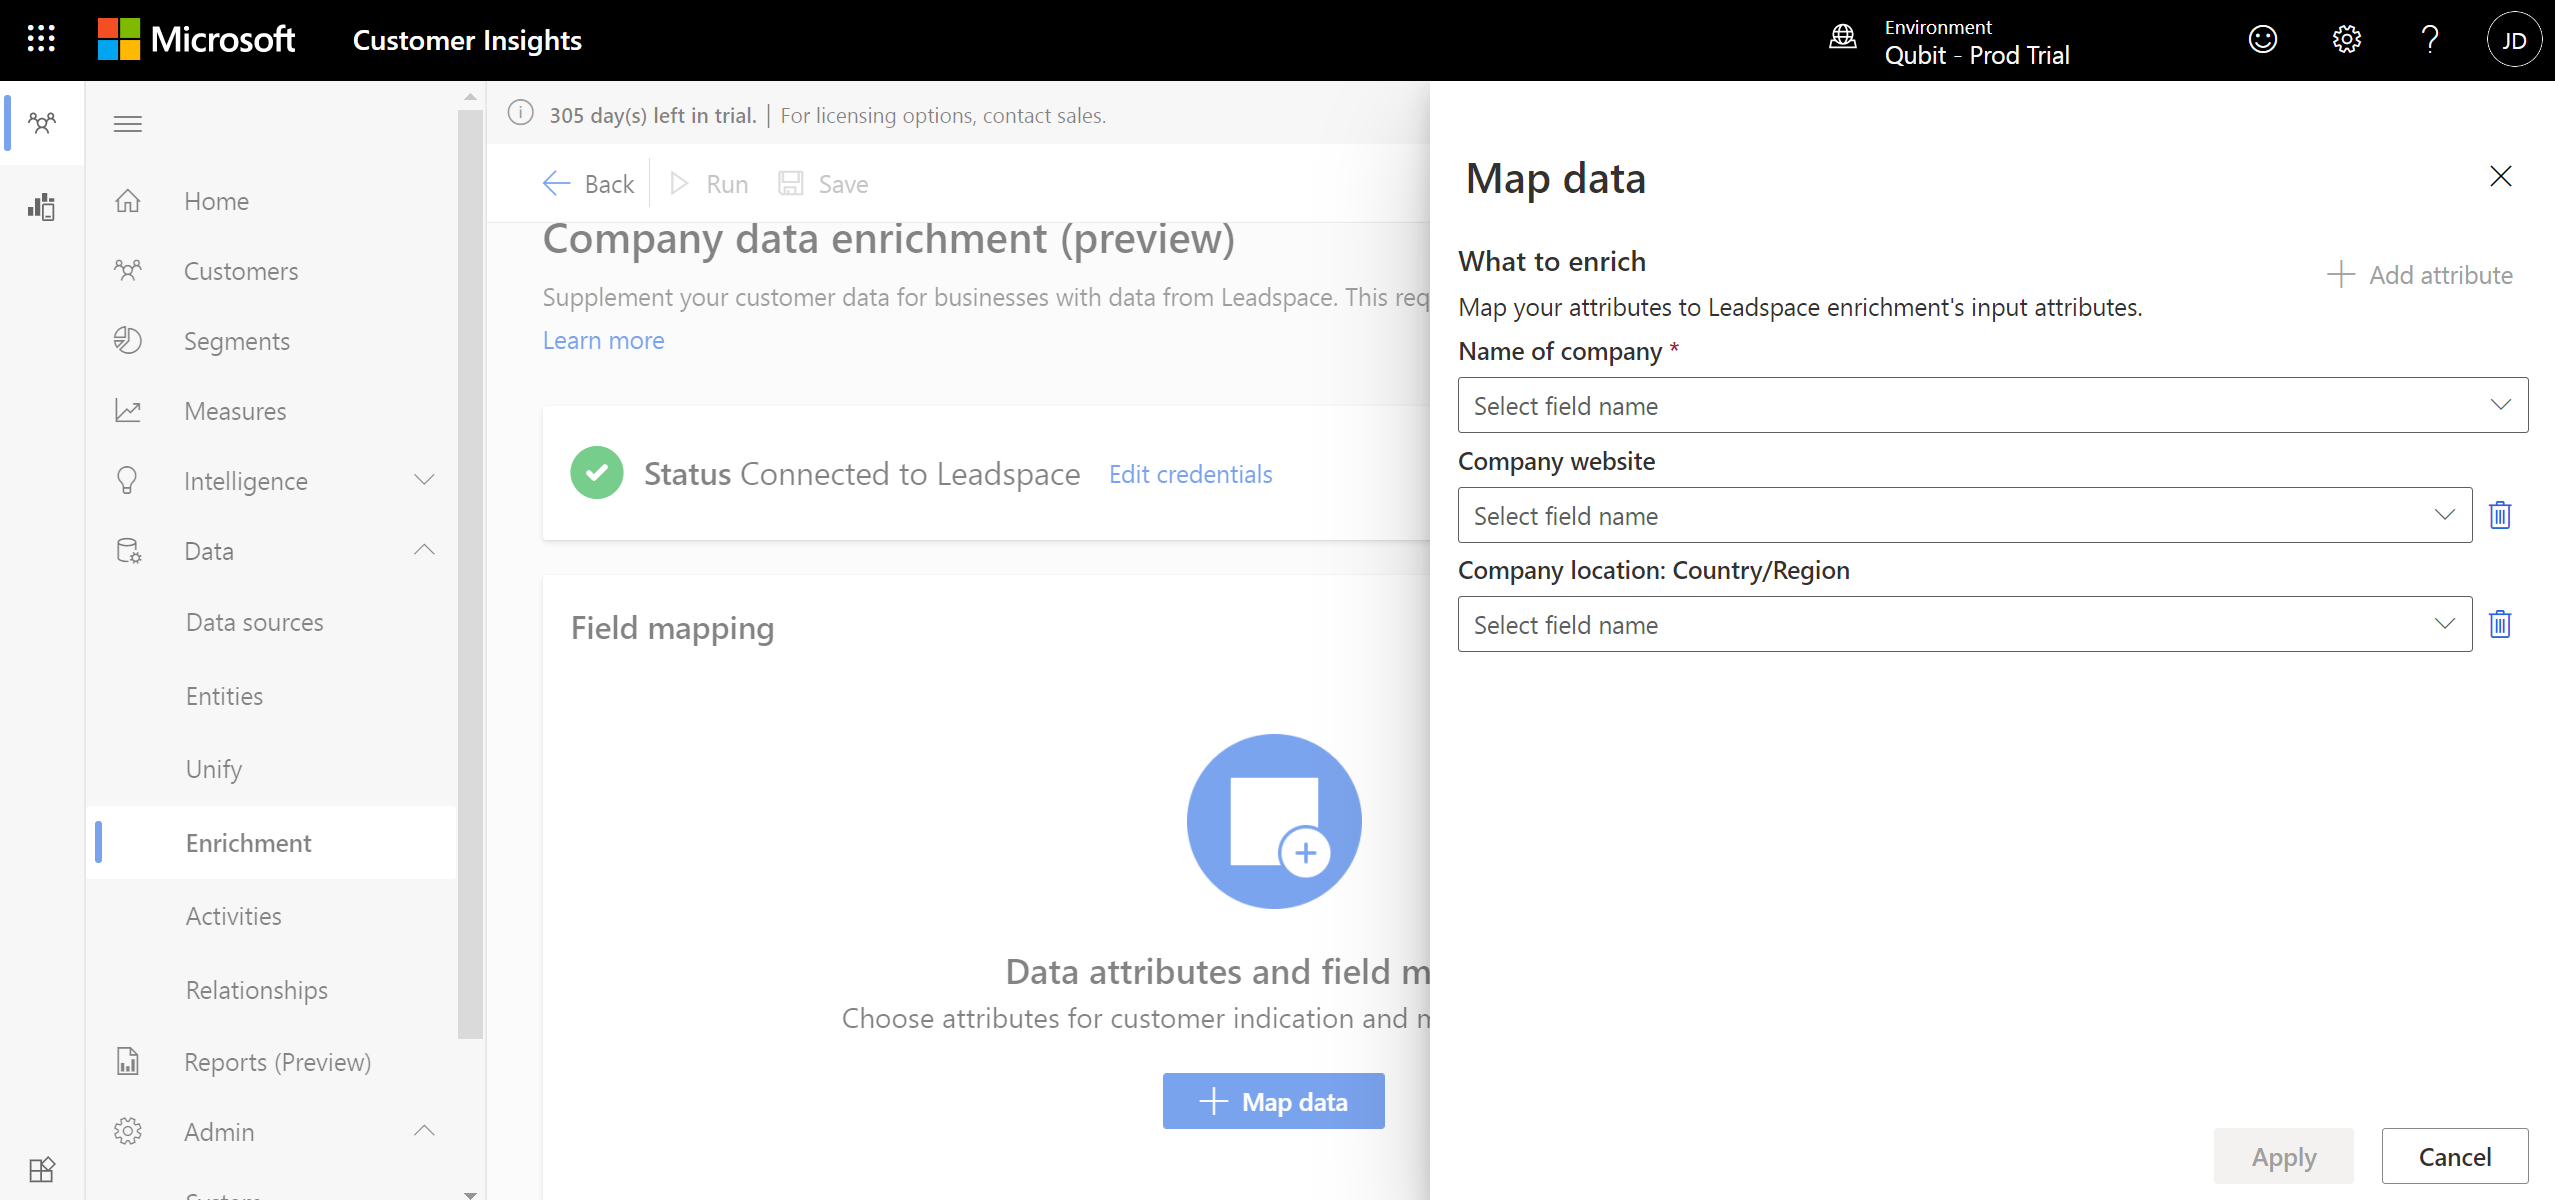 Microsoft
Customer Insights
Environment
Qubit - Prod Trial
JD
305 day(s) left in trial. | For licensing options, contact sales.
Back
Run
Save
Home
Customers
Segments
Measures
Intelligence
Data
Data sources
Entities
Unify
Enrichment
Activities
Relationships
Reports (Preview)
Admin
System
Company data enrichment (preview)
Supplement your customer data for businesses with data from Leadspace. This req
Learn more
Status Connected to Leadspace
Edit credentials
Field mapping
Data attributes and field m
Choose attributes for customer indication and m
Map data
Map data
What to enrich
Add attribute
Map your attributes to Leadspace enrichment's input attributes.
Name of company *
Select field name
Company website
Select field name
Company location: Country/Region
Select field name
Apply
Cancel